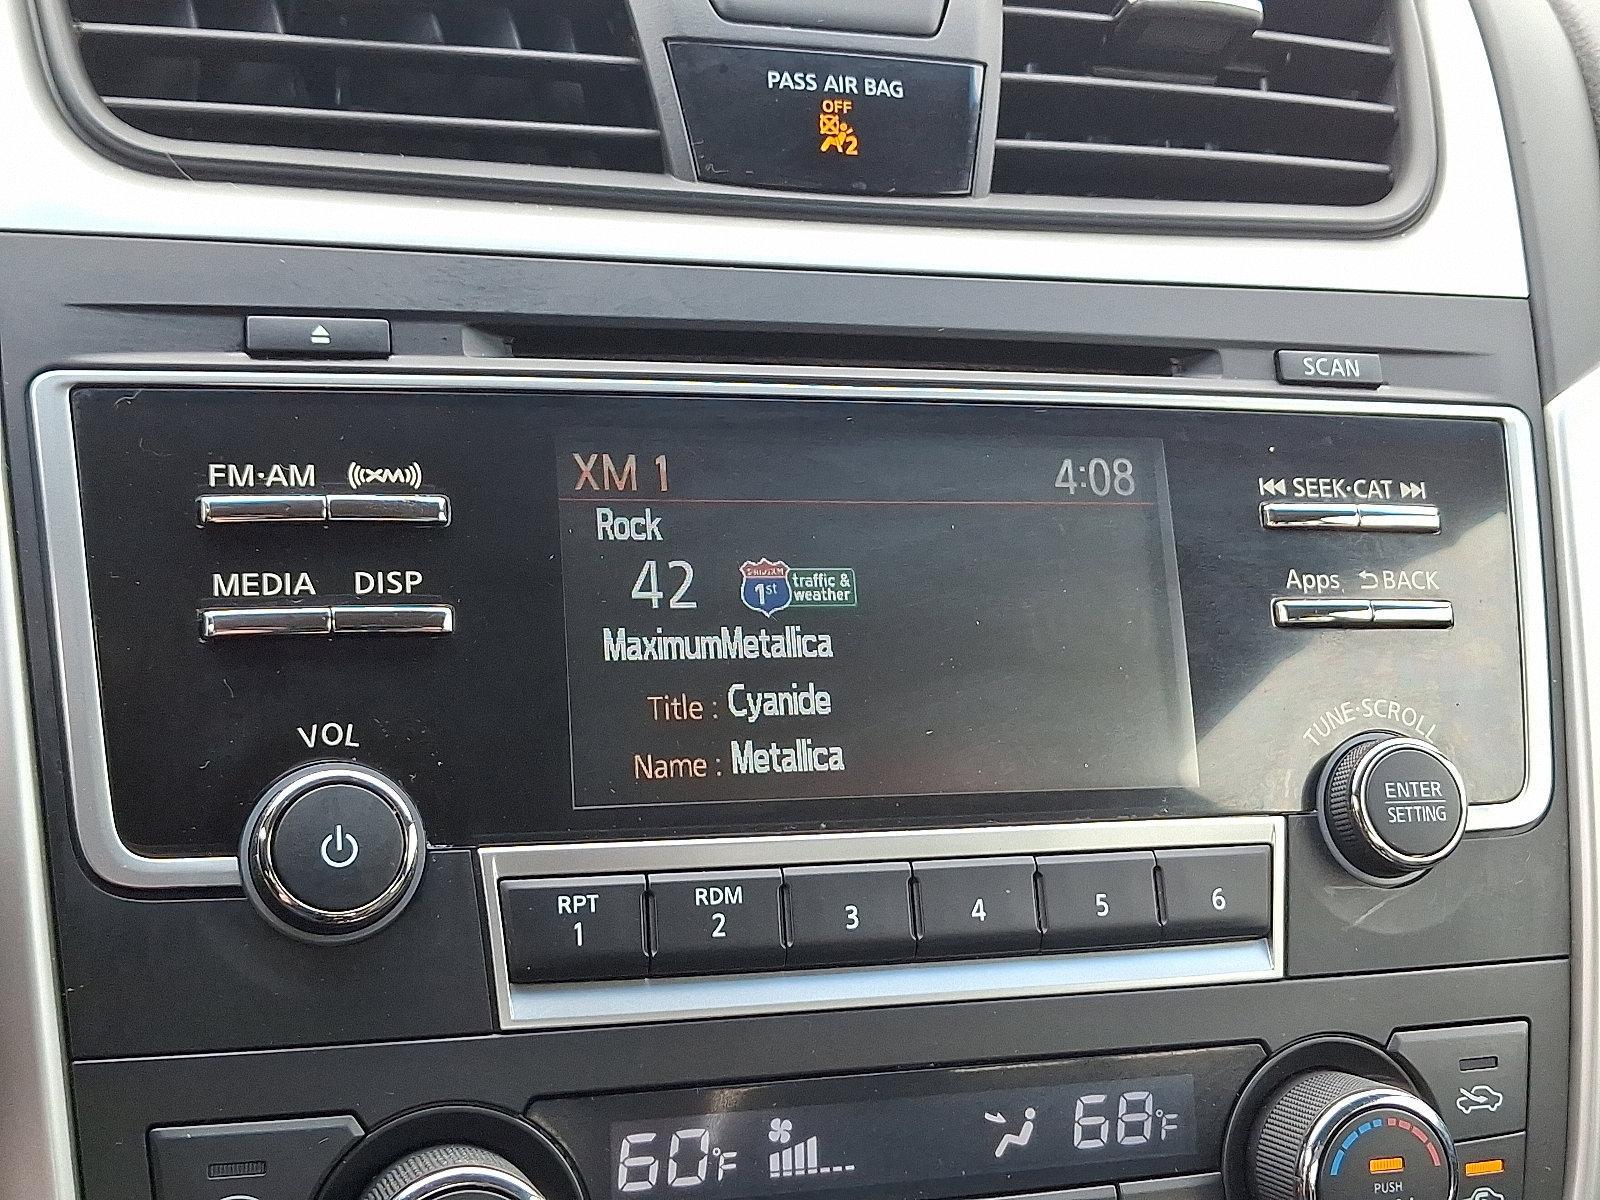 PASS AIR BAG
OFF
2
SCAN
FM·AM
XM
XM 1
4:08
SEEK·CAT
Rock
42
SIRIUSXM
1st
traffic &
weather
MEDIA
DISP
Apps
BACK
MaximumMetallica
Title : Cyanide
Name : Metallica
VOL
TUNE·SCROLL
ENTER
SETTING
RPT
1
RDM
2
3
4
5
6
60°F
68°F
PUSH